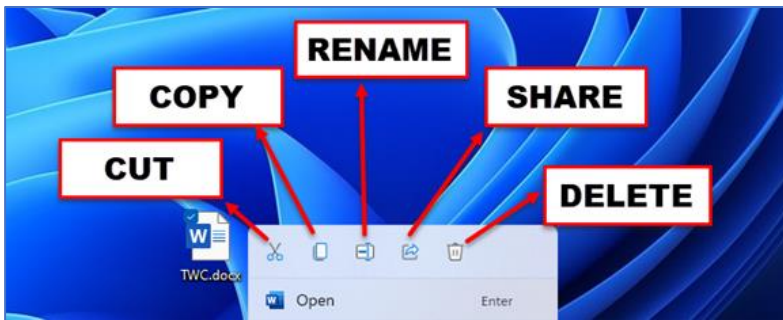 RENAME
COPY
SHARE
CUT
DELETE
W
TWC.docx
W Open Enter